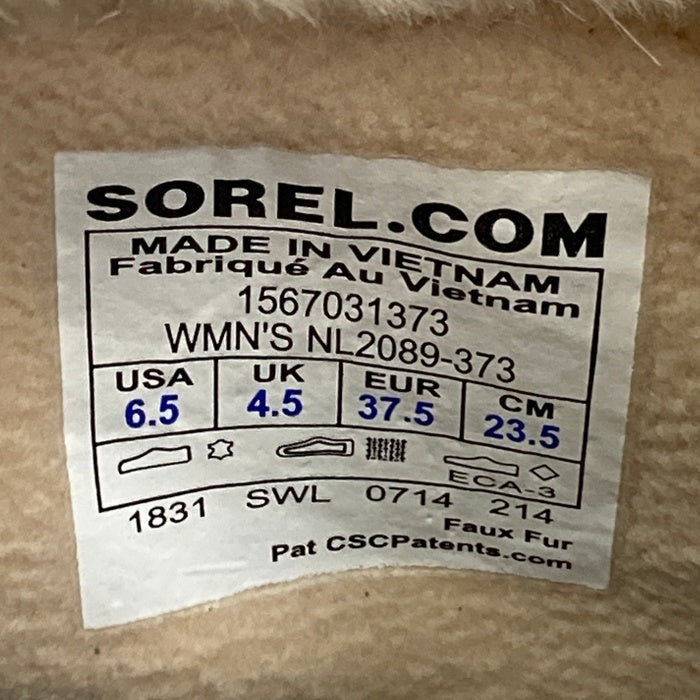 SOREL.COM
MADE IN VIETNAM
Fabriqué Au Vietnam
1567031373
WMN'S NL2089-373
USA UK EUR CM
6.5 4.5 37.5 23.5
ECA-3
1831 SWL 0714 214
Faux Fur
Pat CSCPatents.com